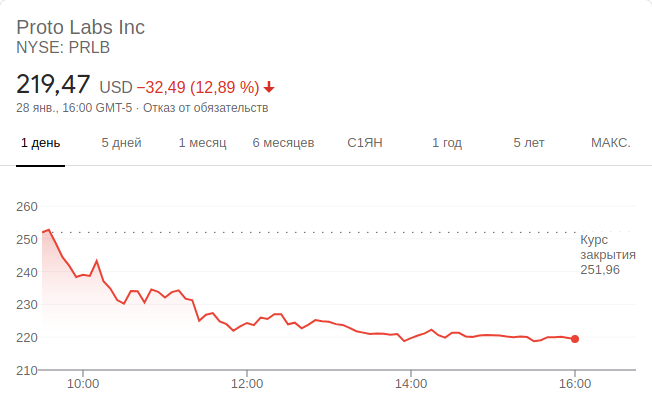 Proto Labs Inc
NYSE: PRLB
219,47 USD −32,49 (12,89 %)
28 янв., 16:00 GMT-5 · Отказ от обязательств
1 день 5 дней 1 месяц 6 месяцев С1ЯН 1 год 5 лет МАКС.
260
250
240
230
220
210
Курс
закрытия
251,96
10:00 12:00 14:00 16:00